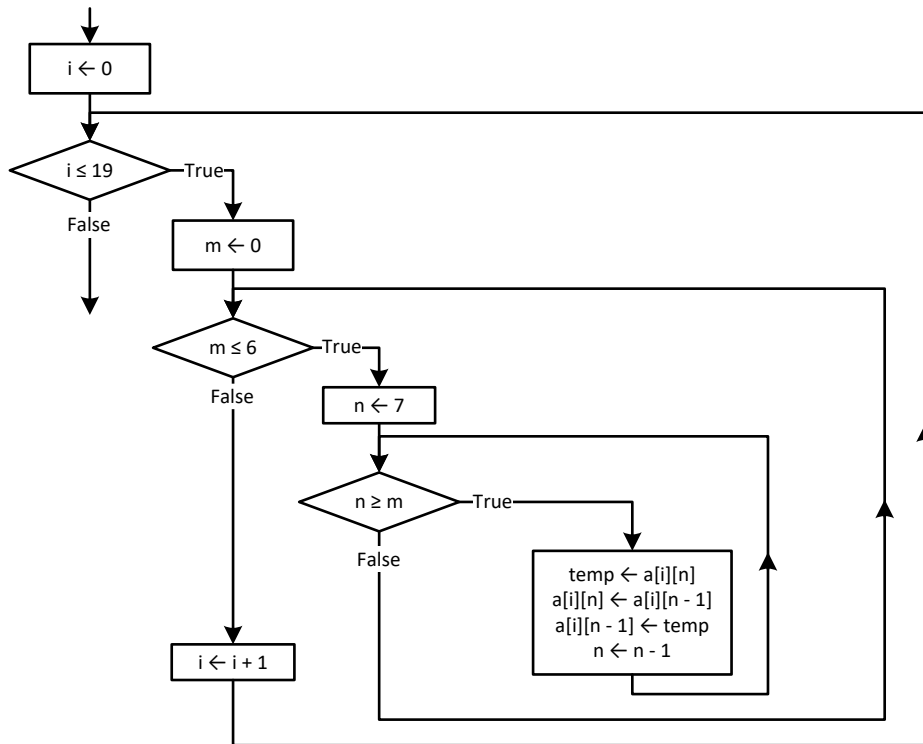 i ← 0
i ≤ 19
True
False
m ← 0
m ≤ 6
True
False
n ← 7
n ≥ m
True
False
temp ← a[i][n]
a[i][n] ← a[i][n - 1]
a[i][n - 1] ← temp
n ← n - 1
i ← i + 1